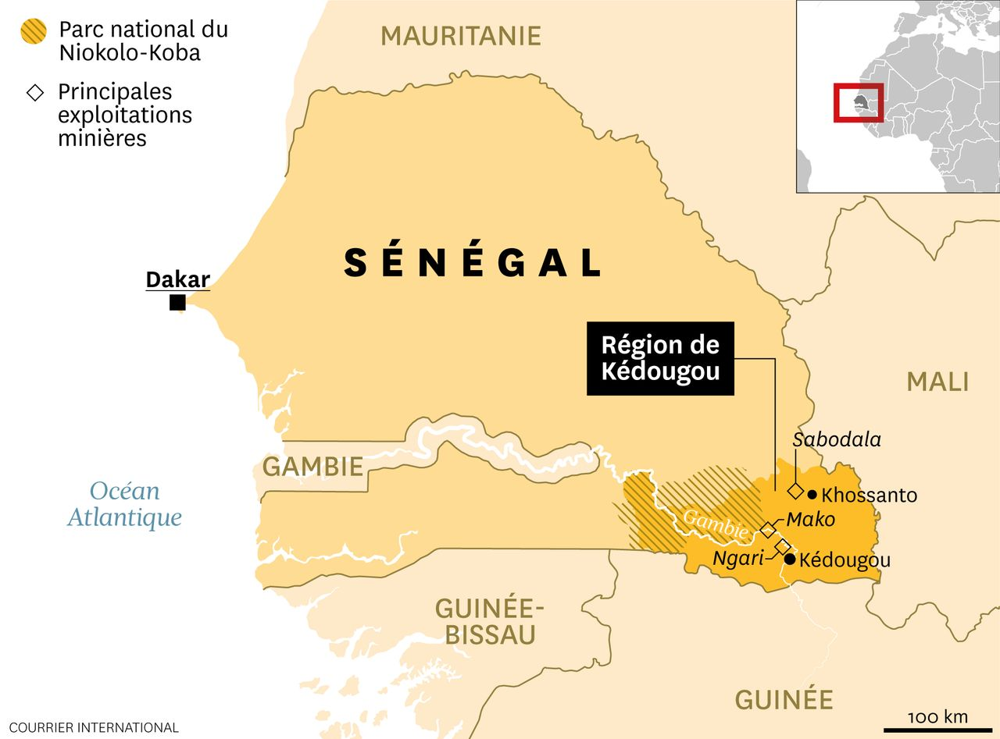 Parc national du
Niokolo-Koba
Principales
exploitations
minières
MAURITANIE
SÉNÉGAL
Dakar
Région de
Kédougou
MALI
Sabodala
Khossanto
Mako
Gambie
Ngari
Kédougou
GAMBIE
Océan
Atlantique
GUINÉE-
BISSAU
GUINÉE
100 km
COURRIER INTERNATIONAL